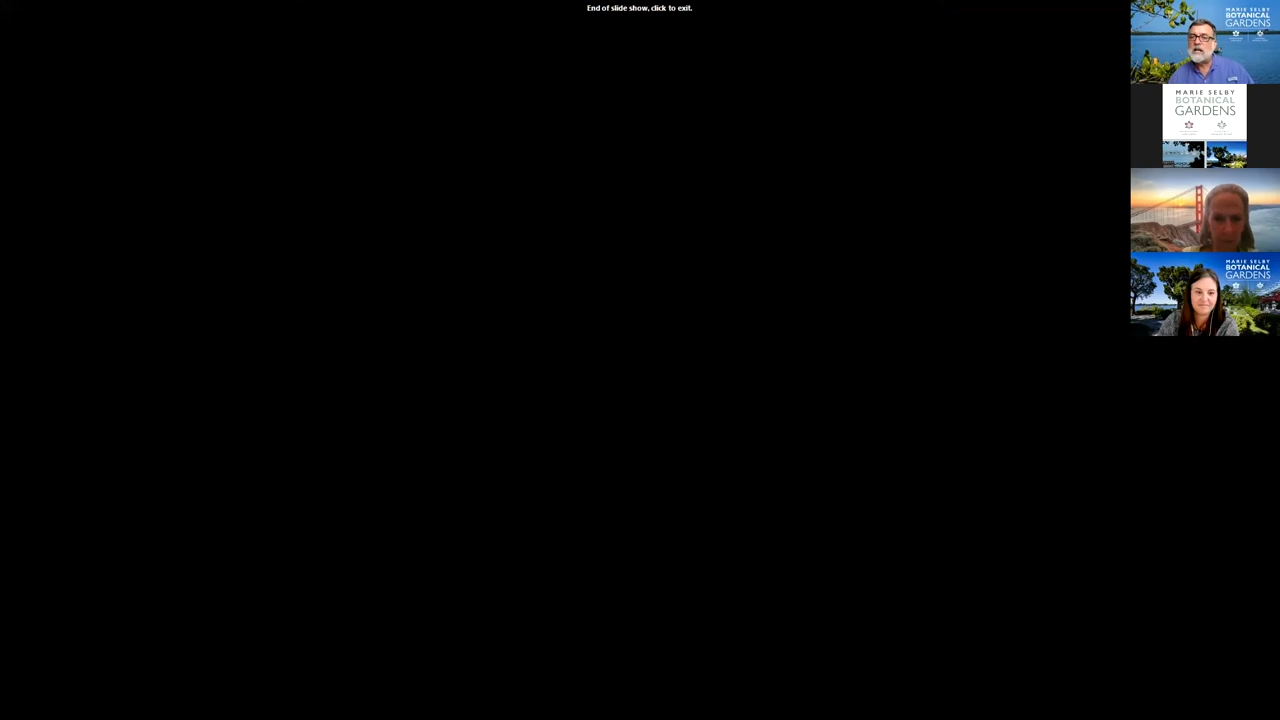 End of slide show, click to exit.
MARIE SELBY
BOTANICAL
GARDENS
MARIE SELBY
BOTANICAL
GARDENS
MARIE SELBY
BOTANICAL
GARDENS